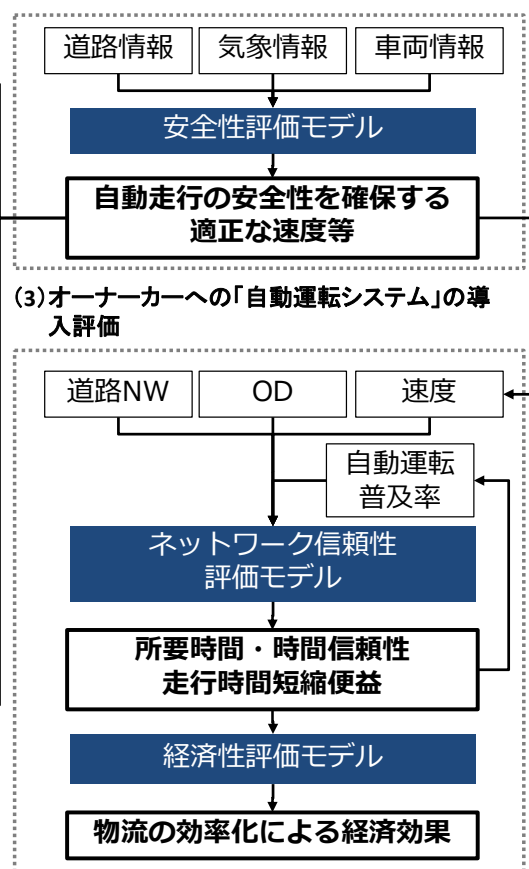 道路情報 気象情報 車両情報
安全性評価モデル
自動走行の安全性を確保する
適正な速度等
(3)オーナーカーへの「自動運転システム」の導
入評価
道路NW OD 速度
自動運転
普及率
ネットワーク信頼性
評価モデル
所要時間・時間信頼性
走行時間短縮便益
経済性評価モデル
物流の効率化による経済効果